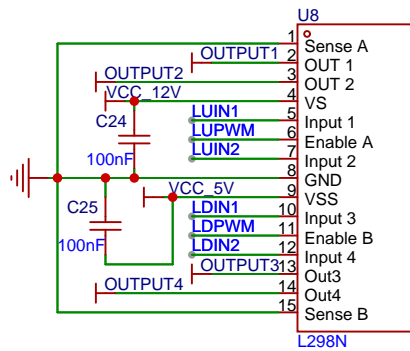 U8
1 Sense A
OUTPUT1 2 OUT 1
OUTPUT2 3 OUT 2
VCC_12V 4 VS
C24 LUIN1 5 Input 1
LUPWM 6 Enable A
100nF LUIN2 7 Input 2
8 GND
VCC_5V 9 VSS
C25 LDIN1 10 Input 3
LDPWM 11 Enable B
100nF LDIN2 12 Input 4
OUTPUT3 13 Out3
OUTPUT4 14 Out4
15 Sense B
L298N